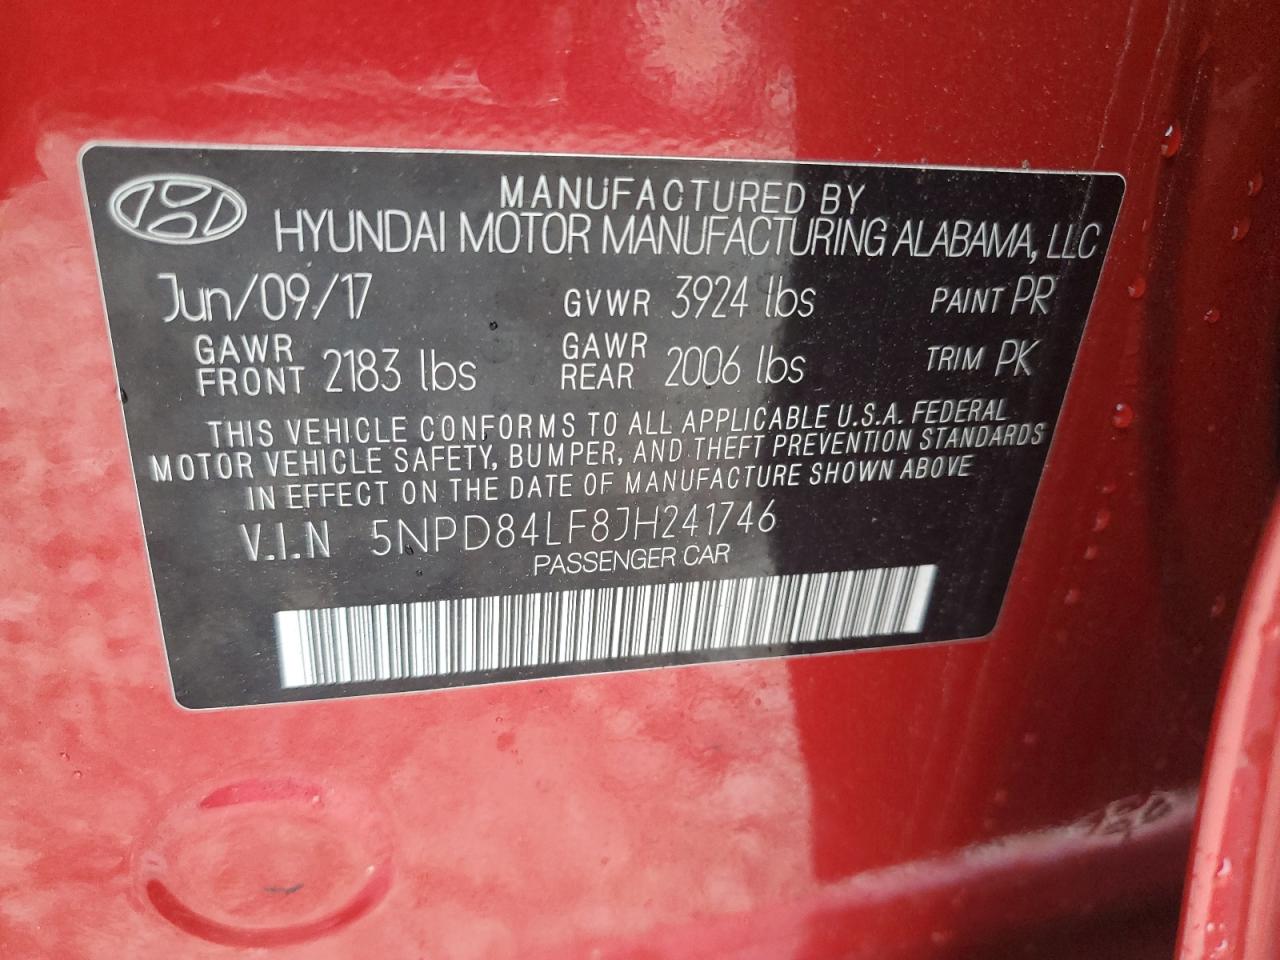 MANUFACTURED BY
HYUNDAI MOTOR MANUFACTURING ALABAMA, LLC
Jun/09/17 GVWR 3924 lbs PAINT PR
GAWR FRONT 2183 lbs GAWR REAR 2006 lbs TRIM PK
THIS VEHICLE CONFORMS TO ALL APPLICABLE U.S.A. FEDERAL
MOTOR VEHICLE SAFETY, BUMPER, AND THEFT PREVENTION STANDARDS
IN EFFECT ON THE DATE OF MANUFACTURE SHOWN ABOVE
V.I.N 5NPD84LF8JH241746
PASSENGER CAR